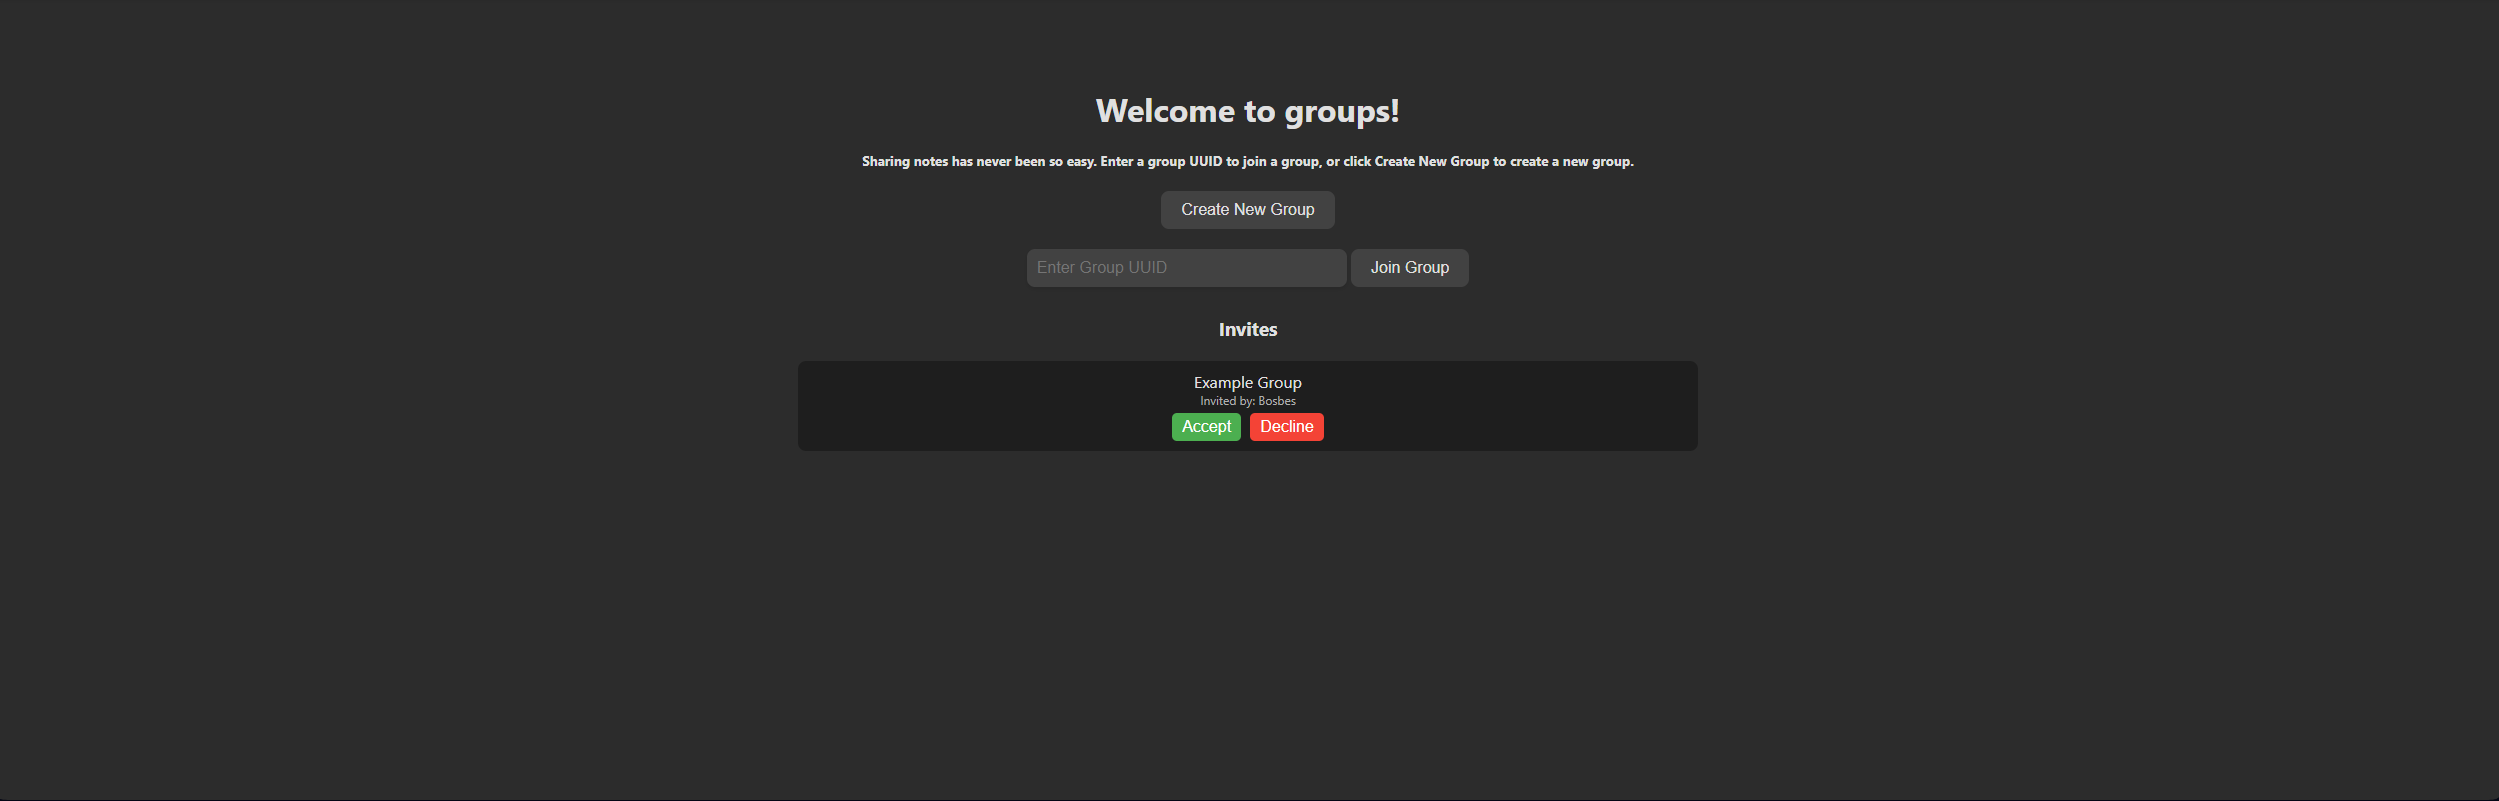 Welcome to groups!
Sharing notes has never been so easy. Enter a group UUID to join a group, or click Create New Group to create a new group.
Create New Group
Enter Group UUID Join Group
Invites
Example Group
Invited by: Bosbes
Accept Decline